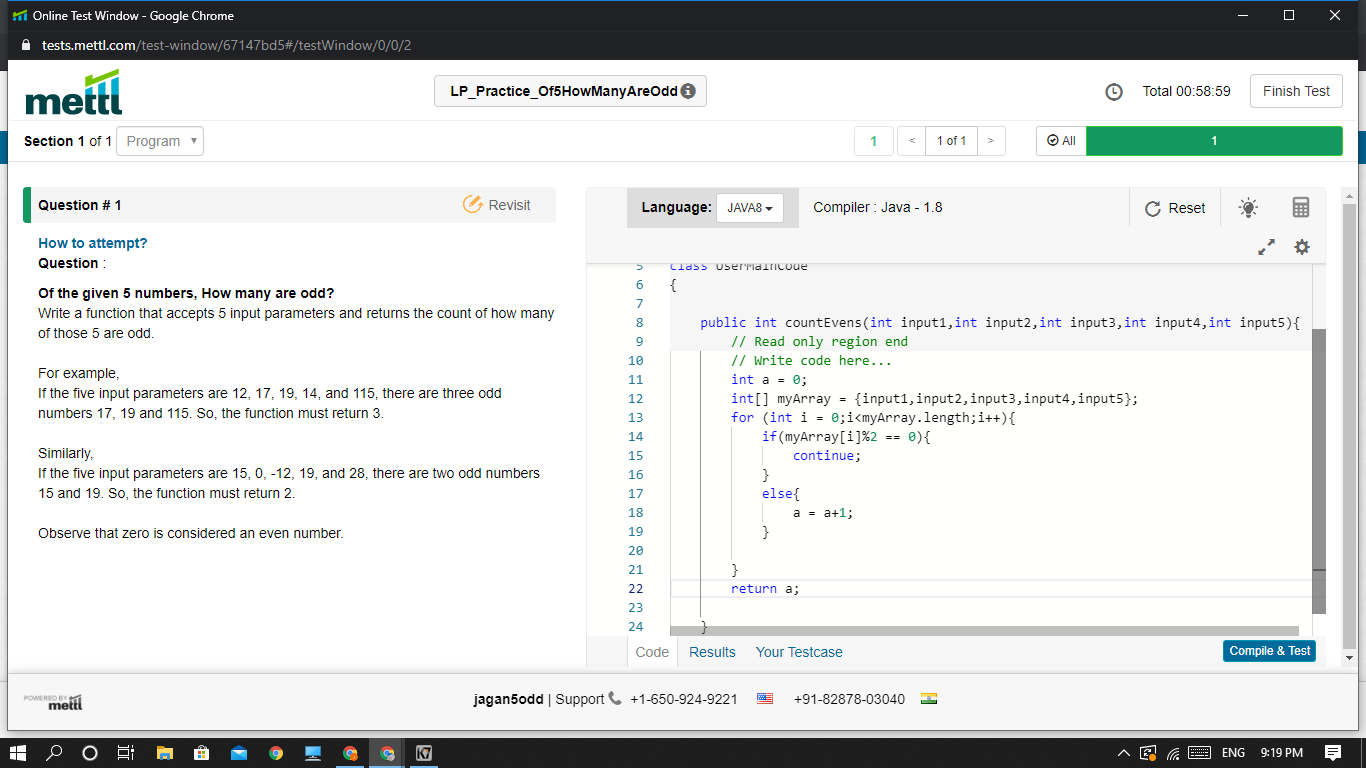 Online Test Window - Google Chrome
tests.mettl.com/test-window/67147bd5#/testWindow/0/0/2
mettl
LP_Practice_Of5HowManyAreOdd
Total 00:58:59
Finish Test
Section 1 of 1
Program
1
<
1 of 1
>
All
1
Question # 1
Revisit
Language:
JAVA8
Compiler : Java - 1.8
Reset
How to attempt?
Question :
Of the given 5 numbers, How many are odd?
Write a function that accepts 5 input parameters and returns the count of how many
of those 5 are odd.
For example,
If the five input parameters are 12, 17, 19, 14, and 115, there are three odd
numbers 17, 19 and 115. So, the function must return 3.
Similarly,
If the five input parameters are 15, 0, -12, 19, and 28, there are two odd numbers
15 and 19. So, the function must return 2.
Observe that zero is considered an even number.
5 class UserMainCode
6 {
7
8 public int countEvens(int input1,int input2,int input3,int input4,int input5){
9 // Read only region end
10 // Write code here...
11 int a = 0;
12 int[] myArray = {input1,input2,input3,input4,input5};
13 for (int i = 0;i<myArray.length;i++){
14 if(myArray[i]%2 == 0){
15 continue;
16 }
17 else{
18 a = a+1;
19 }
20
21 }
22 return a;
23
24 }
Code
Results
Your Testcase
Compile & Test
POWERED BY mettl
jagan5odd | Support +1-650-924-9221 +91-82878-03040
ENG
9:19 PM